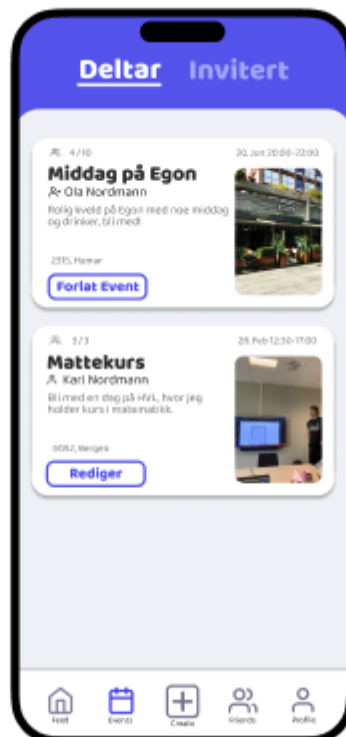 Deltar Invitert
4/10 20. Jun 20:00-22:00
Middag på Egon
Ola Nordmann
Rolig kveld på Egon med noe middag
og drinker, bli med!
2315, Hamar
Forlat Event
3/3 28. Feb 12:30-17:00
Mattekurs
Kari Nordmann
Bli med en dag på HVL, hvor jeg
holder kurs i matematikk.
Bergen
Rediger
Feed Events Create Friends Profile